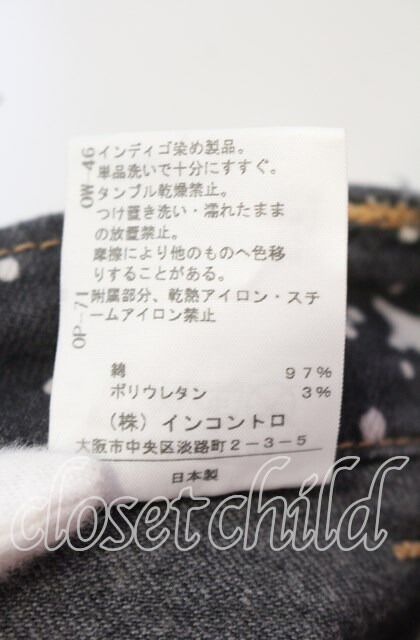 OW-46
インディゴ染め製品。
単品洗いで十分にすすぐ。
タンブル乾燥禁止。
つけ置き洗い・濡れたまま
の放置禁止。
摩擦により他のものへ色移
りすることがある。
OP-71
附属部分、乾熱アイロン・スチ
ームアイロン禁止
綿 97%
ポリウレタン 3%
(株)インコントロ
大阪市中央区淡路町2-3-5
日本製
closet child